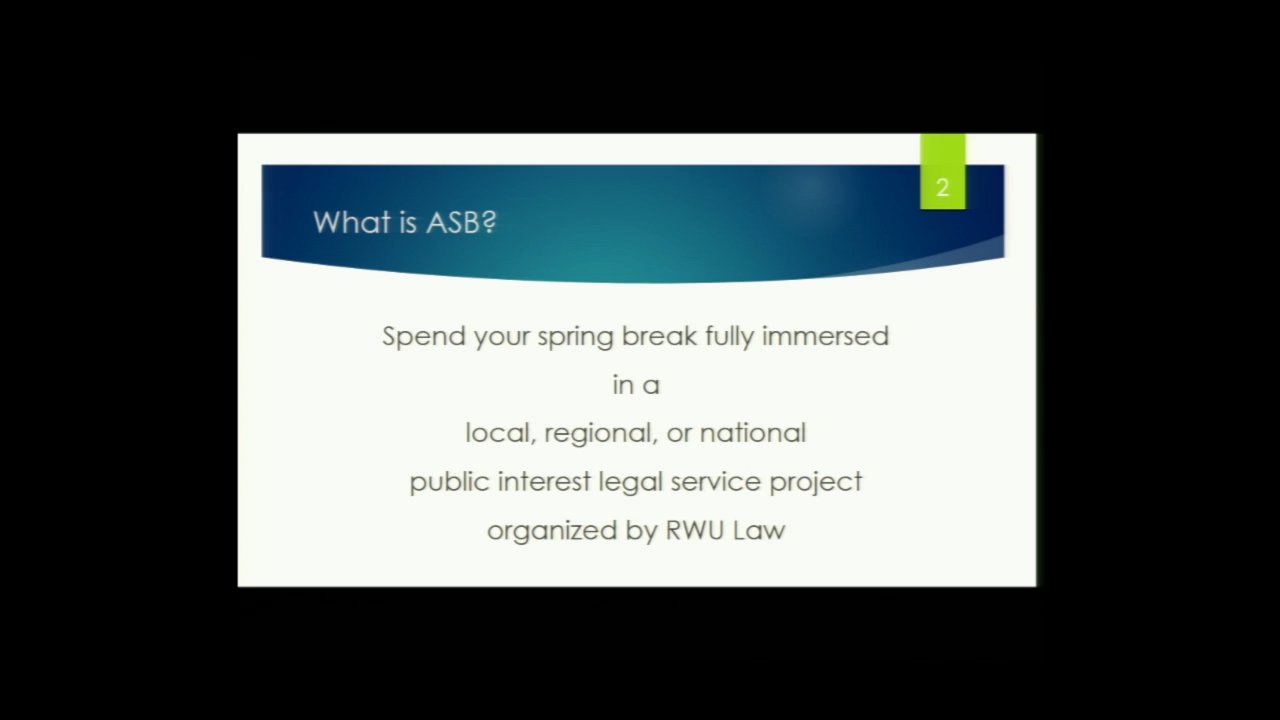 2
What is ASB?
Spend your spring break fully immersed
in a
local, regional, or national
public interest legal service project
organized by RWU Law